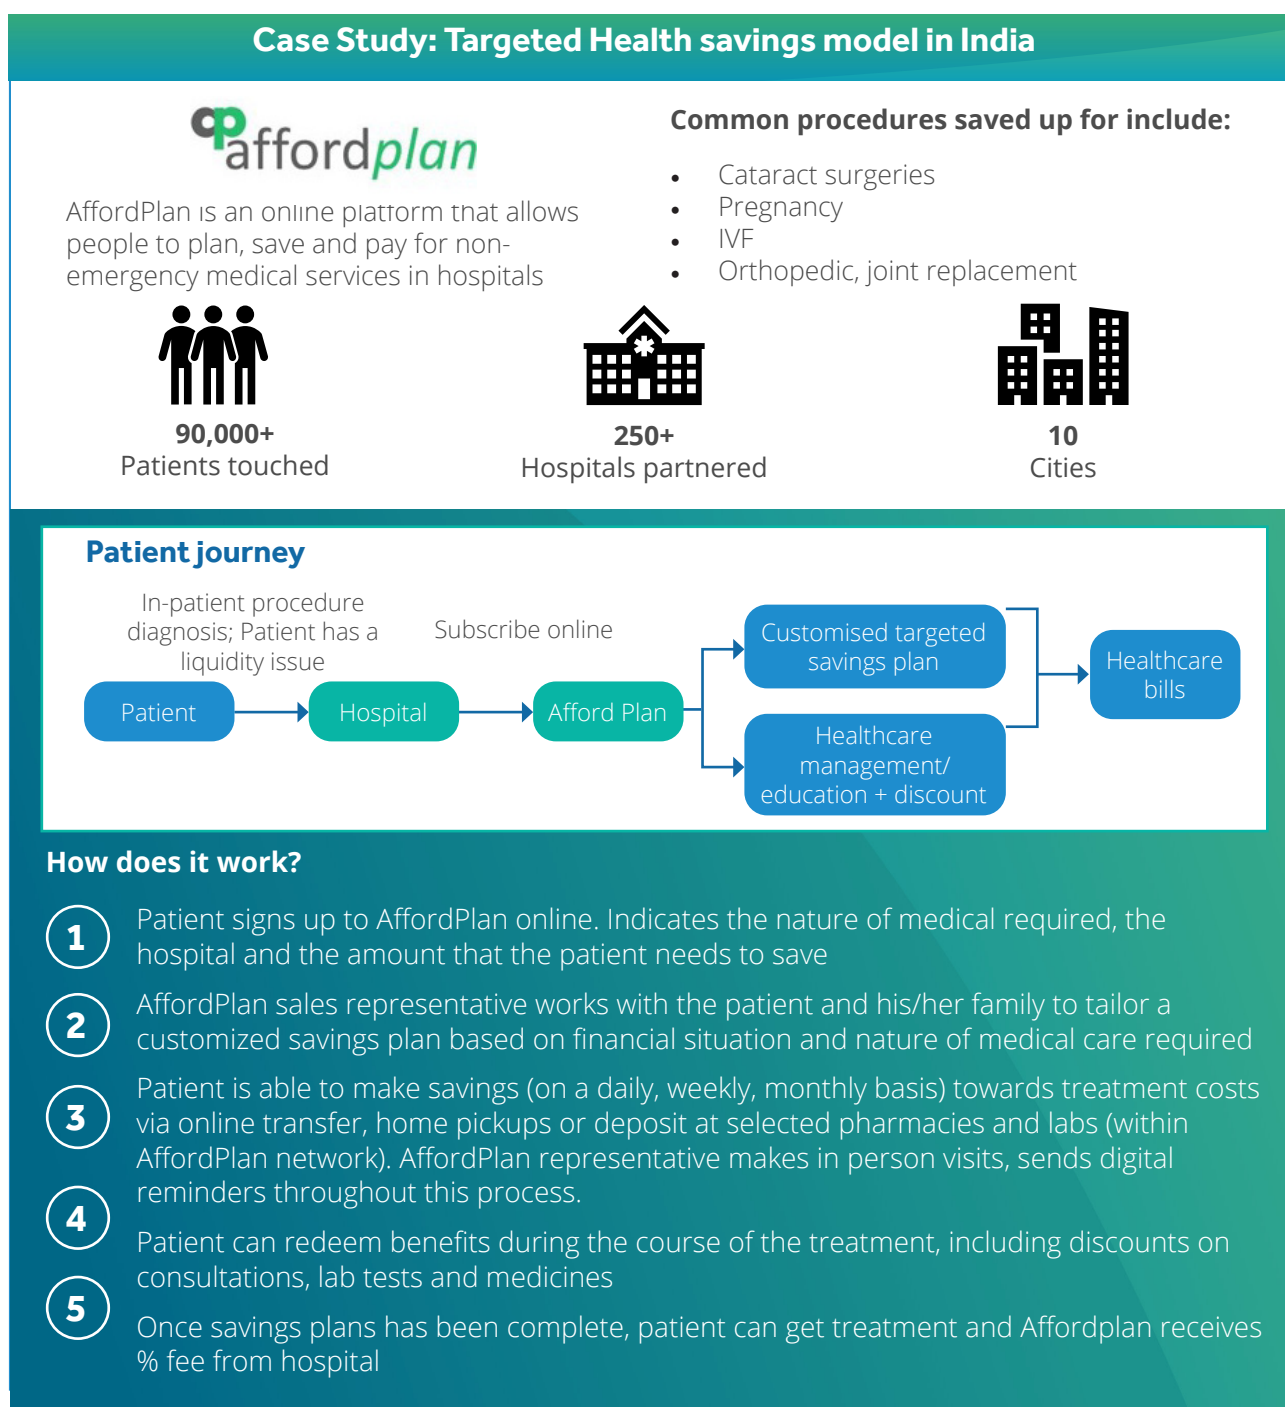 Case Study: Targeted Health savings model in India
affordplan
AffordPlan is an online platform that allows
people to plan, save and pay for non-
emergency medical services in hospitals
Common procedures saved up for include:
• Cataract surgeries
• Pregnancy
• IVF
• Orthopedic, joint replacement
90,000+
Patients touched
250+
Hospitals partnered
10
Cities
Patient journey
In-patient procedure
diagnosis; Patient has a
liquidity issue
Subscribe online
Patient
Hospital
Afford Plan
Customised targeted
savings plan
Healthcare
management/
education + discount
Healthcare
bills
How does it work?
1
Patient signs up to AffordPlan online. Indicates the nature of medical required, the
hospital and the amount that the patient needs to save
2
AffordPlan sales representative works with the patient and his/her family to tailor a
customized savings plan based on financial situation and nature of medical care required
3
Patient is able to make savings (on a daily, weekly, monthly basis) towards treatment costs
via online transfer, home pickups or deposit at selected pharmacies and labs (within
AffordPlan network). AffordPlan representative makes in person visits, sends digital
reminders throughout this process.
4
Patient can redeem benefits during the course of the treatment, including discounts on
consultations, lab tests and medicines
5
Once savings plans has been complete, patient can get treatment and Affordplan receives
% fee from hospital